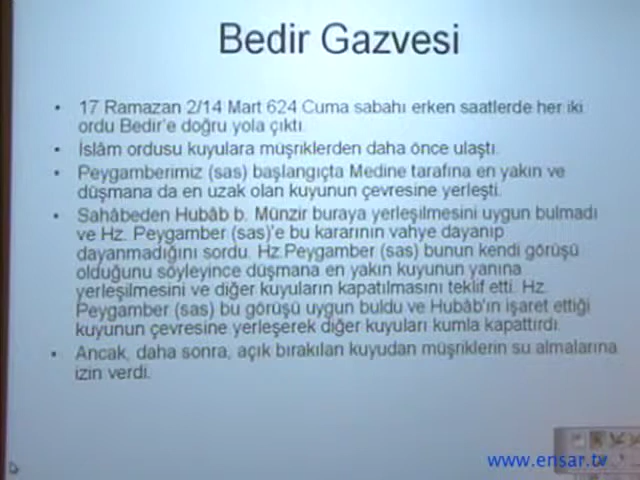 Bedir Gazvesi
• 17 Ramazan 2/14 Mart 624 Cuma sabahı erken saatlerde her iki
ordu Bedir'e doğru yola çıktı.
• İslâm ordusu kuyulara müşriklerden daha önce ulaştı.
• Peygamberimiz (sas) başlangıçta Medine tarafına en yakın ve
düşmana da en uzak olan kuyunun çevresine yerleşti.
• Sahâbeden Hubâb b. Münzir buraya yerleşilmesini uygun bulmadı
ve Hz. Peygamber (sas)'e bu kararının vahye dayanıp
dayanmadığını sordu. Hz.Peygamber (sas) bunun kendi görüşü
olduğunu söyleyince düşmana en yakın kuyunun yanına
yerleşilmesini ve diğer kuyuların kapatılmasını teklif etti. Hz.
Peygamber (sas) bu görüşü uygun buldu ve Hubâb'ın işaret ettiği
kuyunun çevresine yerleşerek diğer kuyuları kumla kapattırdı.
• Ancak, daha sonra, açık bırakılan kuyudan müşriklerin su almalarına
izin verdi.
www.ensar.tv